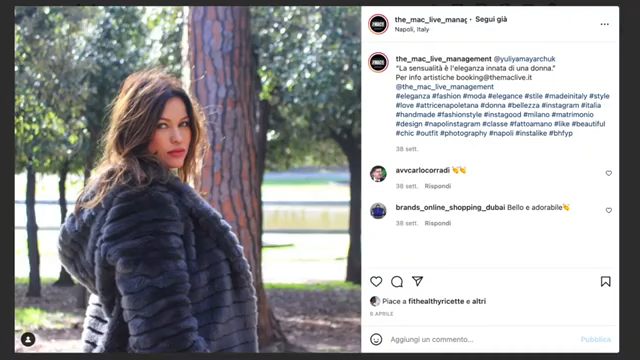 the_mac_live_manag • Segui già
Napoli, Italy
the_mac_live_management @yuliyamayarchuk
"La sensualità è l'eleganza innata di una donna."
Per info artistiche booking@themaclive.it
@the_mac_live_management
#eleganza #fashion #moda #elegance #stile #madeinitaly #style
#love #attricenapoletana #donna #bellezza #instagram #italia
#handmade #fashionstyle #instagood #milano #matrimonio
#design #napolinstagram #classe #fattoamano #like #beautiful
#chic #outfit #photography #napoli #instalike #bhfyp
38 sett.
avvcarlocorradi 👏👏
38 sett. Rispondi
brands_online_shopping_dubai Bello e adorabile👏
38 sett. Rispondi
Piace a fithealthyricette e altri
9 APRILE
Aggiungi un commento...
Pubblica